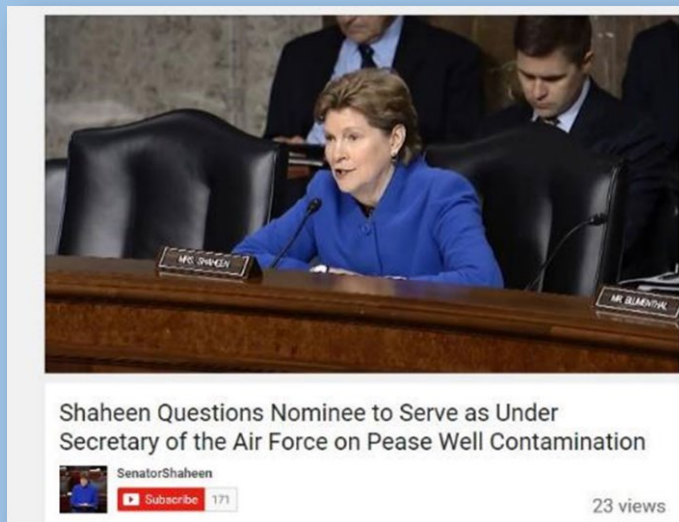 MRS. SHAHEEN
MR. BLUMENTHAL
Shaheen Questions Nominee to Serve as Under
Secretary of the Air Force on Pease Well Contamination
SenatorShaheen
Subscribe 171
23 views